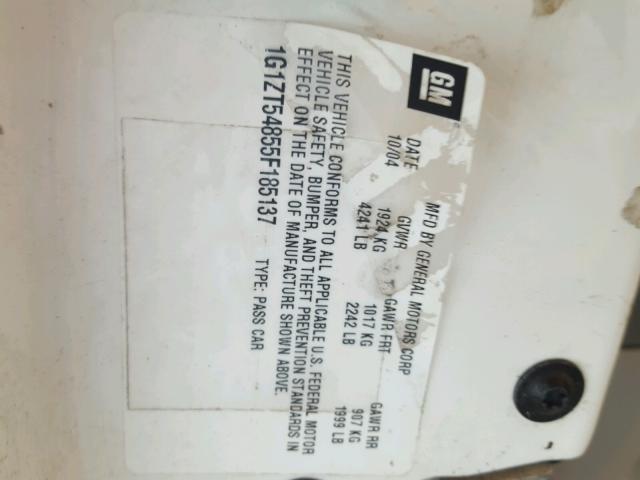 GM
MFD BY GENERAL MOTORS CORP
DATE GVWR GAWR FRT GAWR RR
10/04 1924 KG 1017 KG 907 KG
4241 LB 2242 LB 1999 LB
THIS VEHICLE CONFORMS TO ALL APPLICABLE U.S. FEDERAL MOTOR
VEHICLE SAFETY, BUMPER, AND THEFT PREVENTION STANDARDS IN
EFFECT ON THE DATE OF MANUFACTURE SHOWN ABOVE.
1G1ZT54855F185137 TYPE: PASS CAR